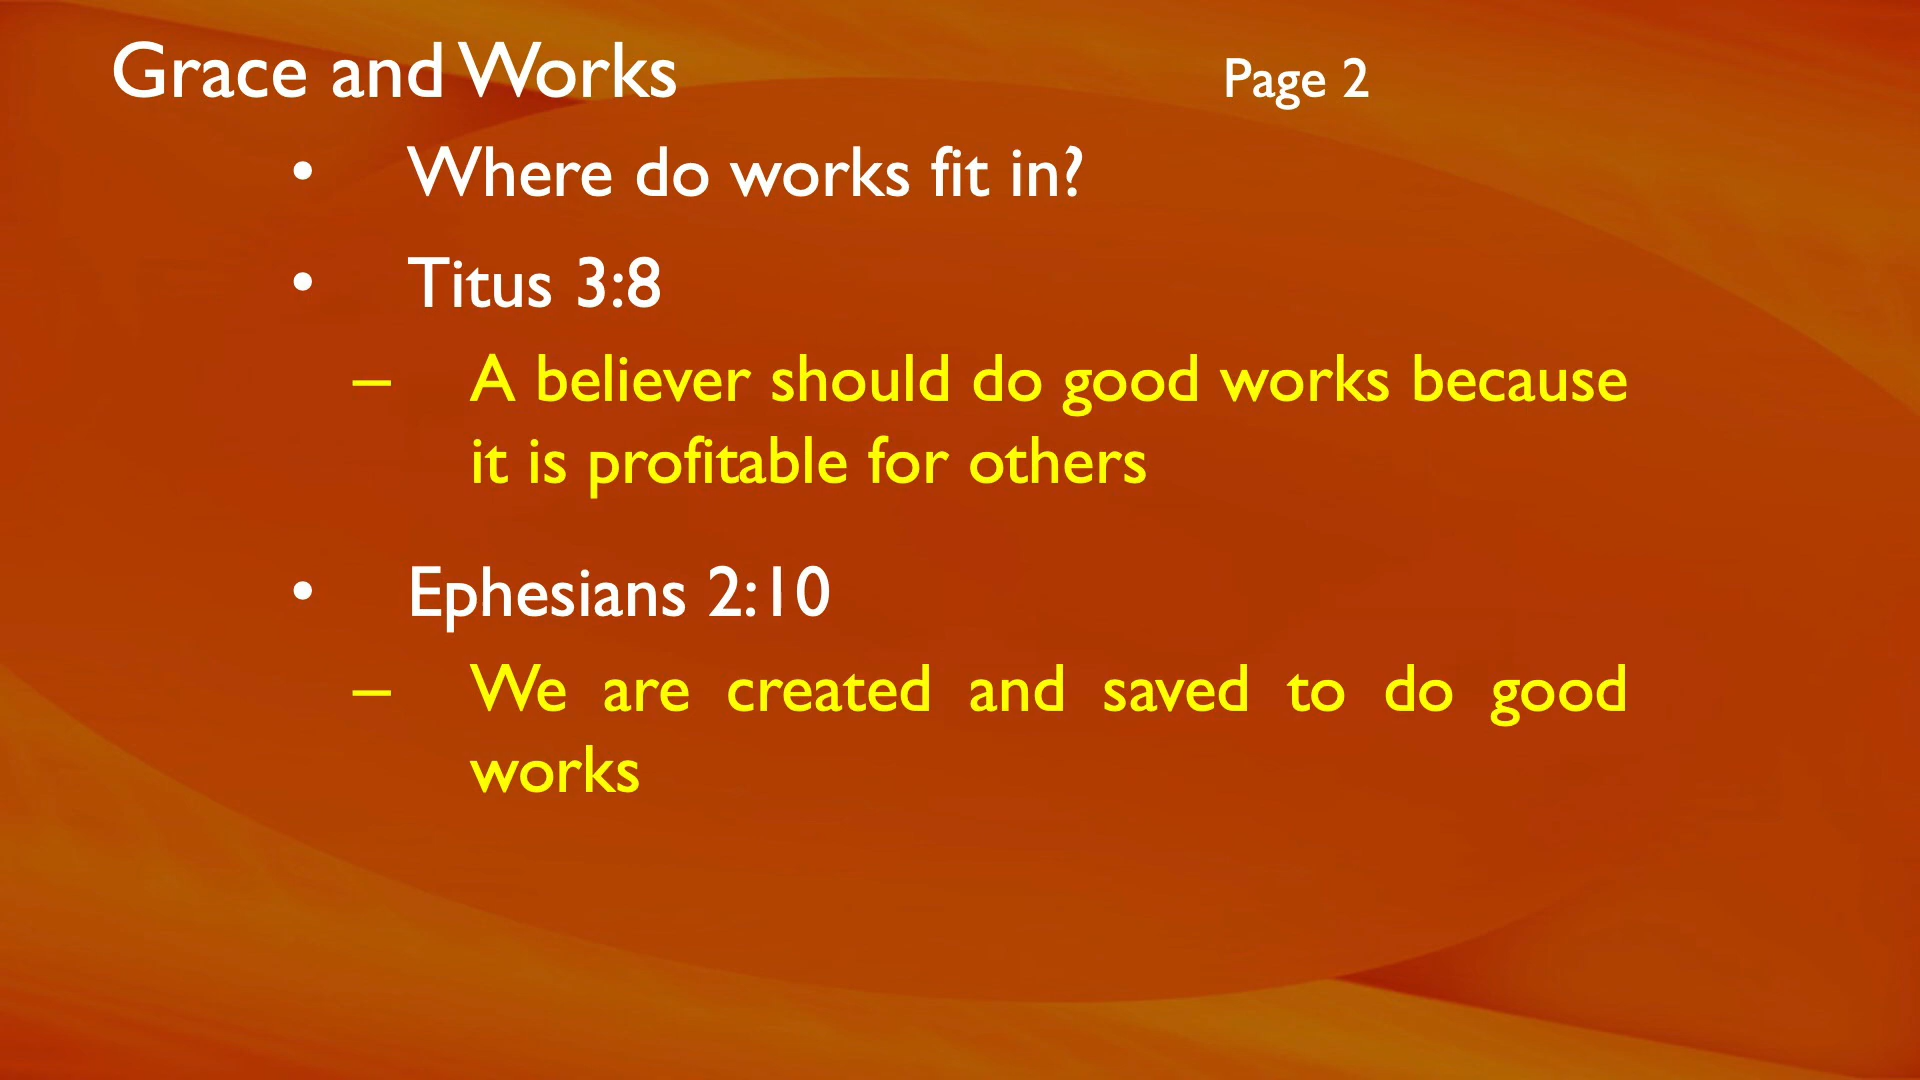 Grace and Works Page 2
• Where do works fit in?
• Titus 3:8
– A believer should do good works because
it is profitable for others
• Ephesians 2:10
– We are created and saved to do good
works